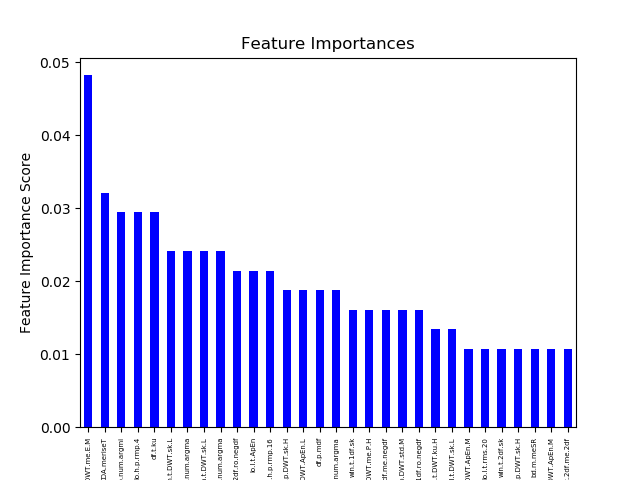 Feature Importances
Feature Importance Score
0.05
0.04
0.03
0.02
0.01
0.00
DWT.me.E.M
DA.meriseT
.num.argmi
lo.h.p.rmp.4
df.t.ku
.t.DWT.sk.L
num.argma
.t.DWT.sk.L
num.argma
2df.ro.negdf
lo.i.t.ApEn
.h.p.rmp.16
.p.DWT.sk.H
DWT.ApEn.L
df.p.mdf
num.argma
win.t.1df.sk
DWT.me.P.H
df.me.negdf
.DWT.std.M
1df.ro.negdf
.t.DWT.ku.H
.t.DWT.sk.L
DWT.ApEn.M
lo.i.t.rms.20
win.t.2df.sk
.p.DWT.sk.H
bd.m.meSR
DWT.ApEn.M
.2df.me.2df